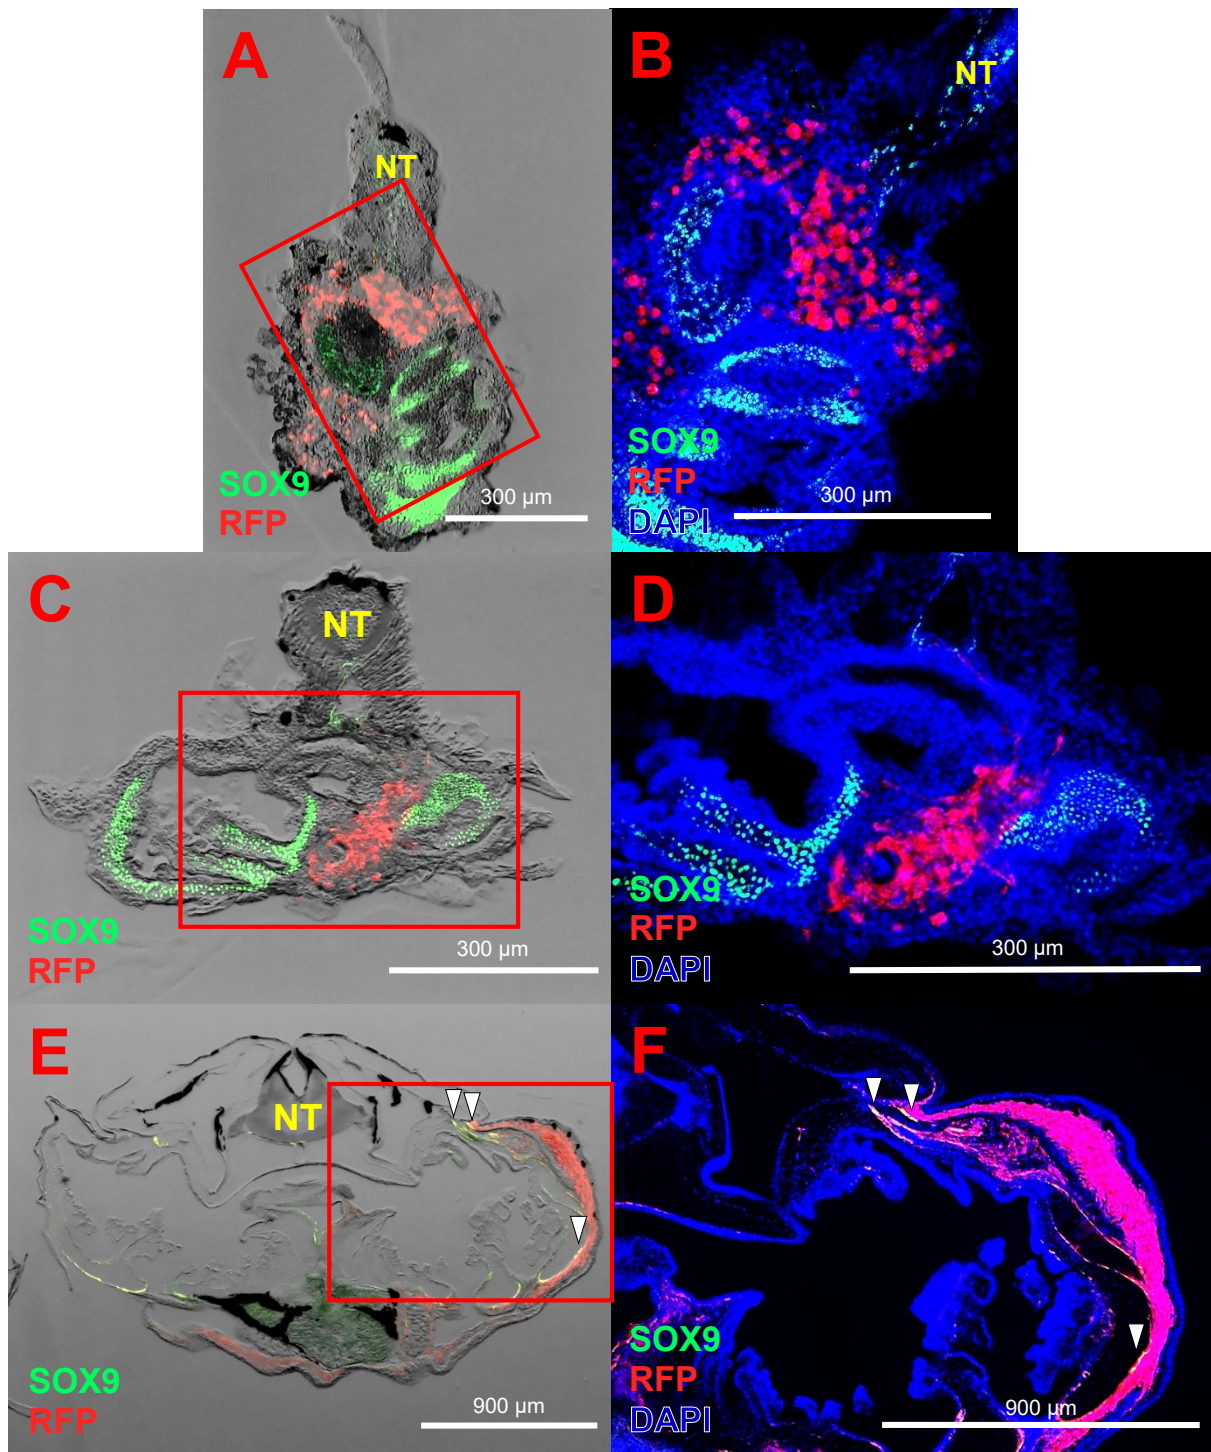 A
NT
SOX9
RFP
300 µm
B
NT
SOX9
RFP
DAPI
300 µm
C
NT
SOX9
RFP
300 µm
D
SOX9
RFP
DAPI
300 µm
E
NT
SOX9
RFP
900 µm
F
SOX9
RFP
DAPI
900 µm